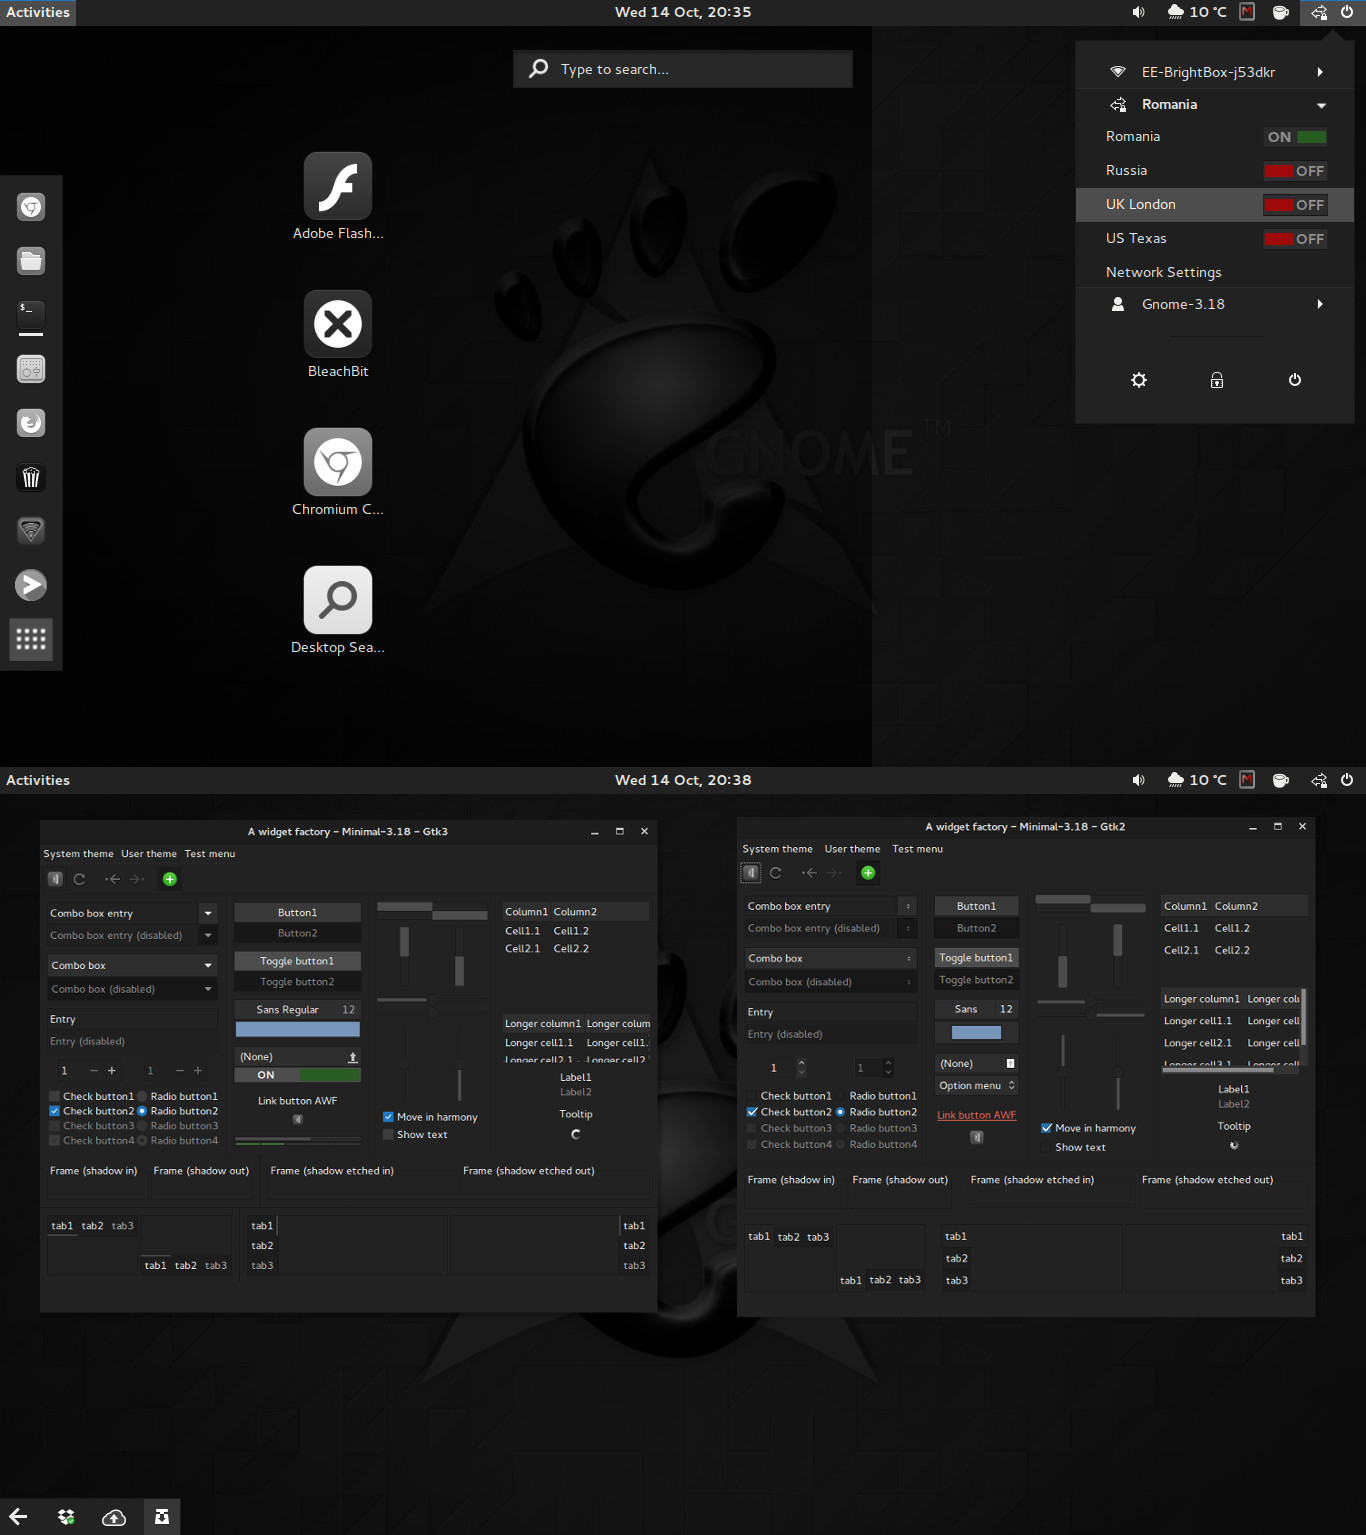 Activities
Wed 14 Oct, 20:35
10 °C
Type to search...
EE-BrightBox-j53dkr
Romania
Romania ON
Russia OFF
UK London OFF
US Texas OFF
Network Settings
Gnome-3.18
Adobe Flash...
BleachBit
Chromium C...
Desktop Sea...
GNOME™
Activities
Wed 14 Oct, 20:38
10 °C
A widget factory – Minimal-3.18 – Gtk3
System theme User theme Test menu
Combo box entry
Combo box entry (disabled)
Combo box
Combo box (disabled)
Entry
Entry (disabled)
1 − +
1 − +
Check button1 Radio button1
Check button2 Radio button2
Check button3 Radio button3
Check button4 Radio button4
Button1
Button2
Toggle button1
Toggle button2
Sans Regular 12
(None)
ON
Link button AWF
Move in harmony
Show text
Column1 Column2
Cell1.1 Cell1.2
Cell2.1 Cell2.2
Longer column1 Longer colum
Longer cell1.1 Longer cell1.
Longer cell2.1 Longer cell2
Label1
Label2
Tooltip
Frame (shadow in) Frame (shadow out) Frame (shadow etched in) Frame (shadow etched out)
tab1 tab2 tab3
tab1 tab2 tab3
tab1
tab2
tab3
tab1
tab2
tab3
A widget factory – Minimal-3.18 – Gtk2
System theme User theme Test menu
Combo box entry
Combo box entry (disabled)
Combo box
Combo box (disabled)
Entry
Entry (disabled)
1
1
Check button1 Radio button1
Check button2 Radio button2
Check button3 Radio button3
Check button4 Radio button4
Button1
Button2
Toggle button1
Toggle button2
Sans 12
(None)
Option menu
Link button AWF
Move in harmony
Show text
Column1 Column2
Cell1.1 Cell1.2
Cell2.1 Cell2.2
Longer column1 Longer colu
Longer cell1.1 Longer cell
Longer cell2.1 Longer cell
Longer cell3.1 Longer cell
Label1
Label2
Tooltip
Frame (shadow in) Frame (shadow out) Frame (shadow etched in) Frame (shadow etched out)
tab1 tab2 tab3
tab1 tab2 tab3
tab1
tab2
tab3
tab1
tab2
tab3